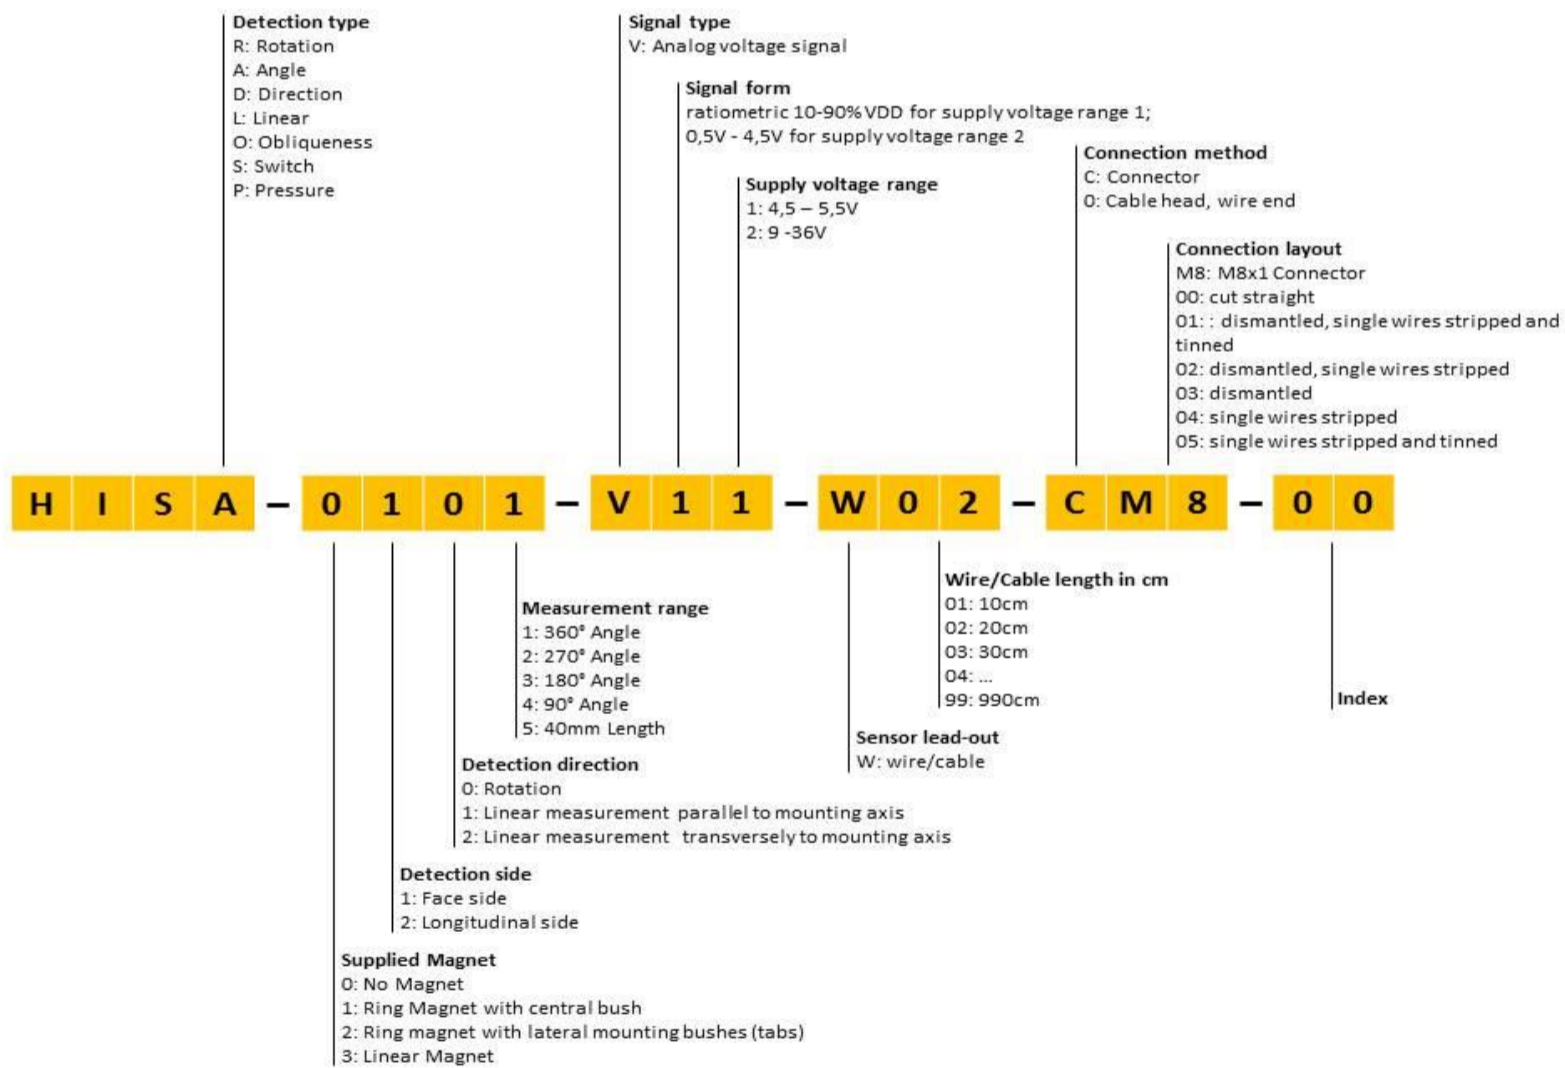 Detection type
R: Rotation
A: Angle
D: Direction
L: Linear
O: Obliqueness
S: Switch
P: Pressure
Signal type
V: Analog voltage signal
Signal form
ratiometric 10-90% VDD for supply voltage range 1;
0,5V - 4,5V for supply voltage range 2
Supply voltage range
1: 4,5 – 5,5V
2: 9 -36V
Connection method
C: Connector
0: Cable head, wire end
Connection layout
M8: M8x1 Connector
00: cut straight
01: : dismantled, single wires stripped and
tinned
02: dismantled, single wires stripped
03: dismantled
04: single wires stripped
05: single wires stripped and tinned
H I S A – 0 1 0 1 – V 1 1 – W 0 2 – C M 8 – 0 0
Measurement range
1: 360° Angle
2: 270° Angle
3: 180° Angle
4: 90° Angle
5: 40mm Length
Detection direction
0: Rotation
1: Linear measurement parallel to mounting axis
2: Linear measurement transversely to mounting axis
Detection side
1: Face side
2: Longitudinal side
Supplied Magnet
0: No Magnet
1: Ring Magnet with central bush
2: Ring magnet with lateral mounting bushes (tabs)
3: Linear Magnet
Wire/Cable length in cm
01: 10cm
02: 20cm
03: 30cm
04: ...
99: 990cm
Sensor lead-out
W: wire/cable
Index